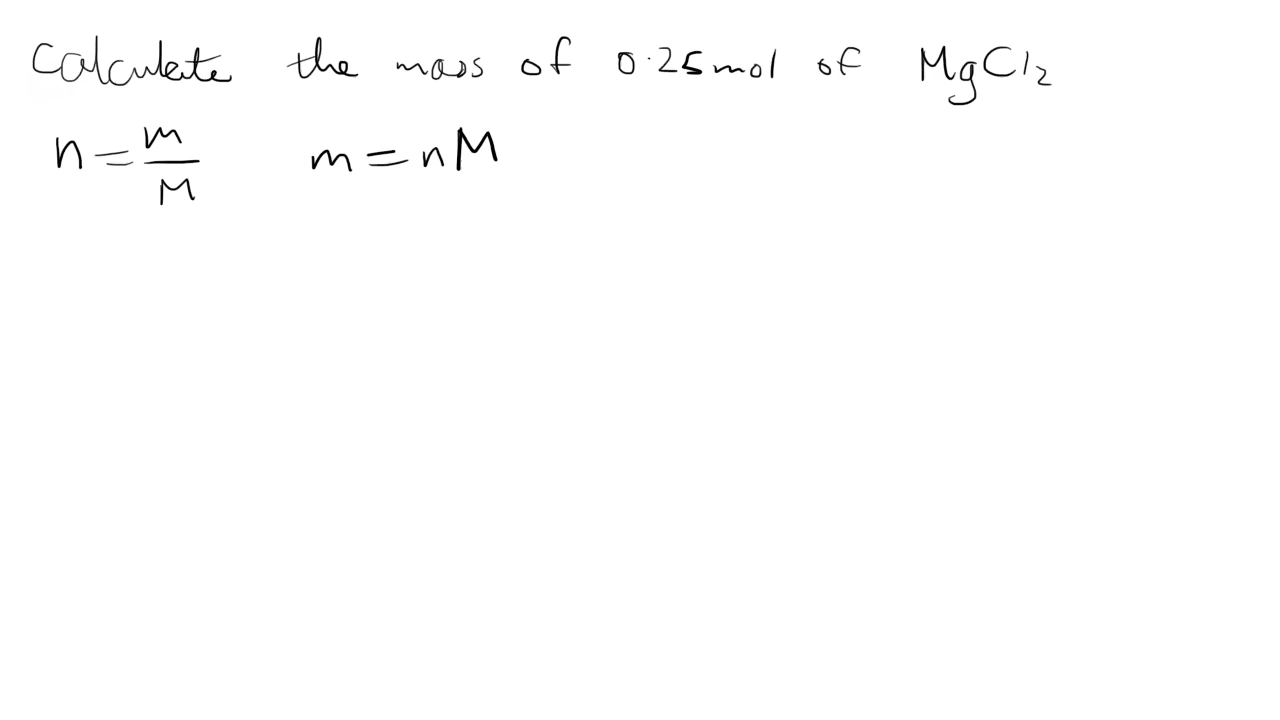 Calculate the mass of 0.25mol of MgCl₂
n = m/M m = nM